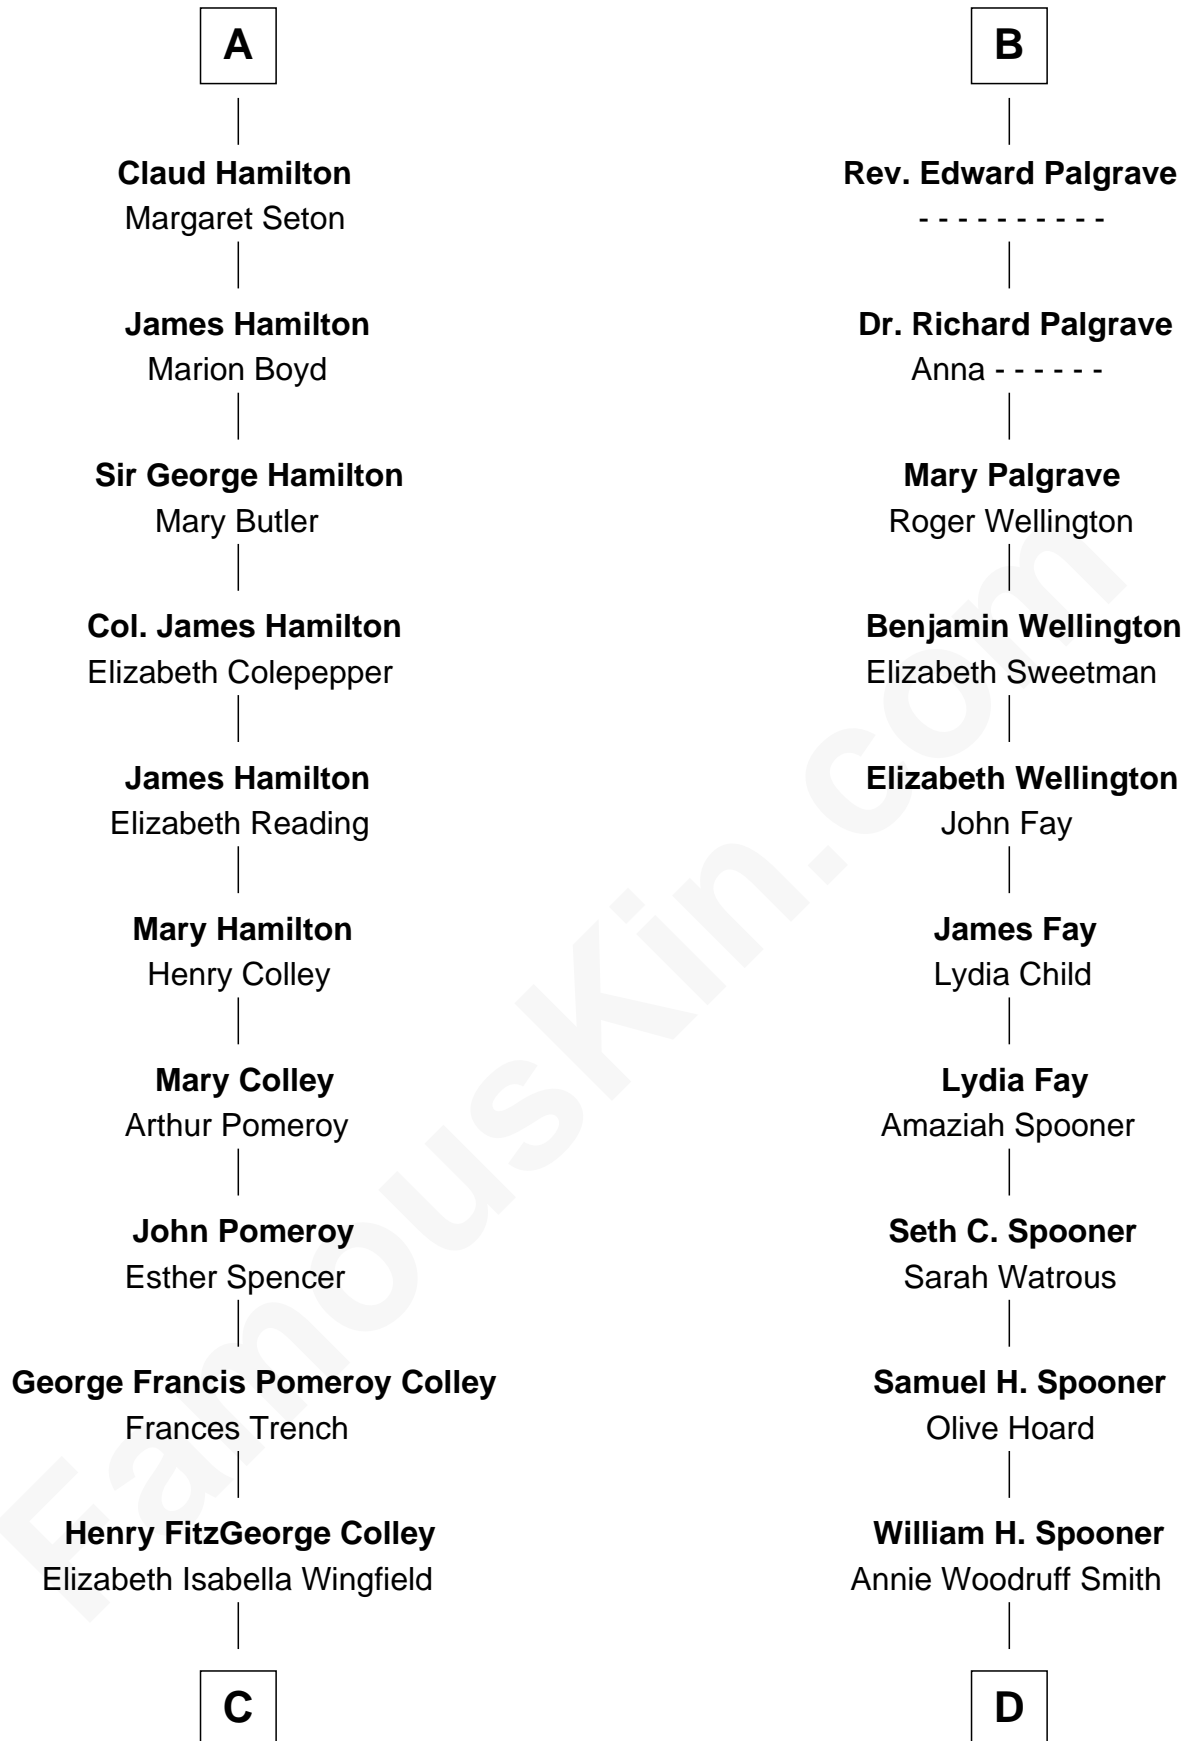 A
Claud Hamilton
Margaret Seton
James Hamilton
Marion Boyd
Sir George Hamilton
Mary Butler
Col. James Hamilton
Elizabeth Colepepper
James Hamilton
Elizabeth Reading
Mary Hamilton
Henry Colley
Mary Colley
Arthur Pomeroy
John Pomeroy
Esther Spencer
George Francis Pomeroy Colley
Frances Trench
Henry FitzGeorge Colley
Elizabeth Isabella Wingfield
C
B
Rev. Edward Palgrave
- - - - - - - - - -
Dr. Richard Palgrave
Anna - - - - - -
Mary Palgrave
Roger Wellington
Benjamin Wellington
Elizabeth Sweetman
Elizabeth Wellington
John Fay
James Fay
Lydia Child
Lydia Fay
Amaziah Spooner
Seth C. Spooner
Sarah Watrous
Samuel H. Spooner
Olive Hoard
William H. Spooner
Annie Woodruff Smith
D
FamousKin.com